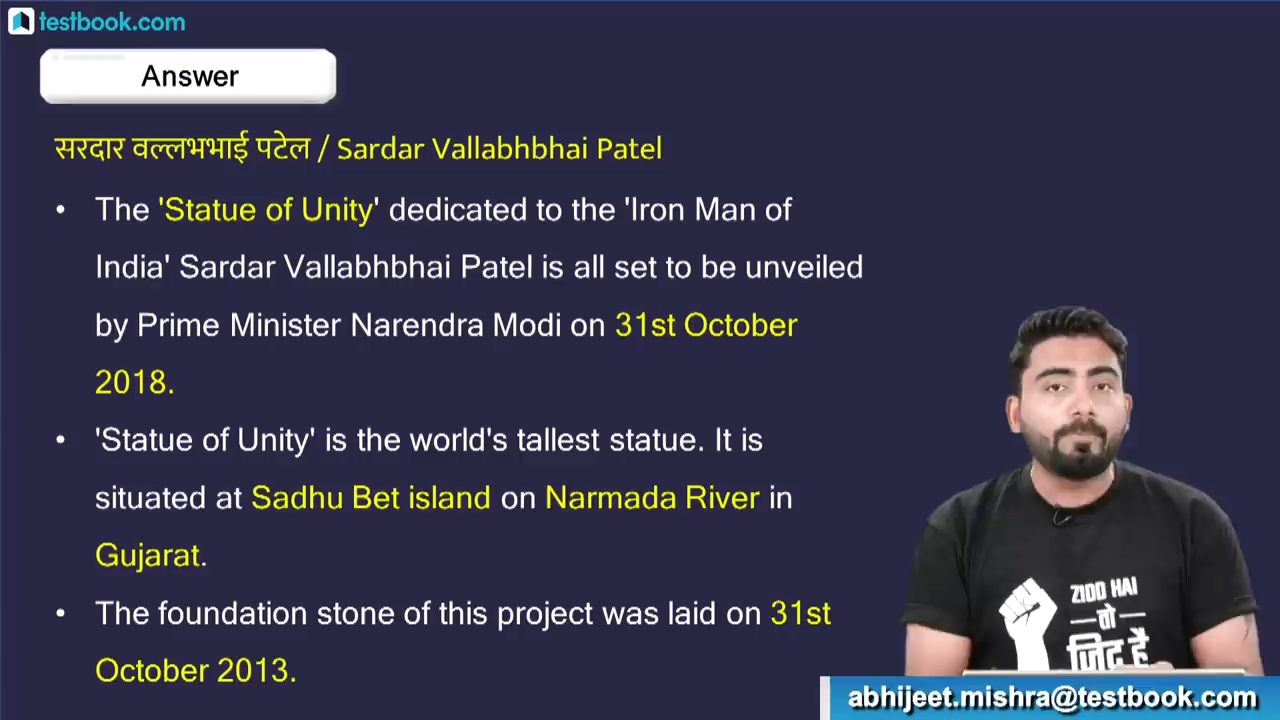 testbook.com
Answer
सरदार वल्लभभाई पटेल / Sardar Vallabhbhai Patel
• The 'Statue of Unity' dedicated to the 'Iron Man of
India' Sardar Vallabhbhai Patel is all set to be unveiled
by Prime Minister Narendra Modi on 31st October
2018.
• 'Statue of Unity' is the world's tallest statue. It is
situated at Sadhu Bet island on Narmada River in
Gujarat.
• The foundation stone of this project was laid on 31st
October 2013.
ZIDD HAI
—तो—
ज़िद है
abhijeet.mishra@testbook.com